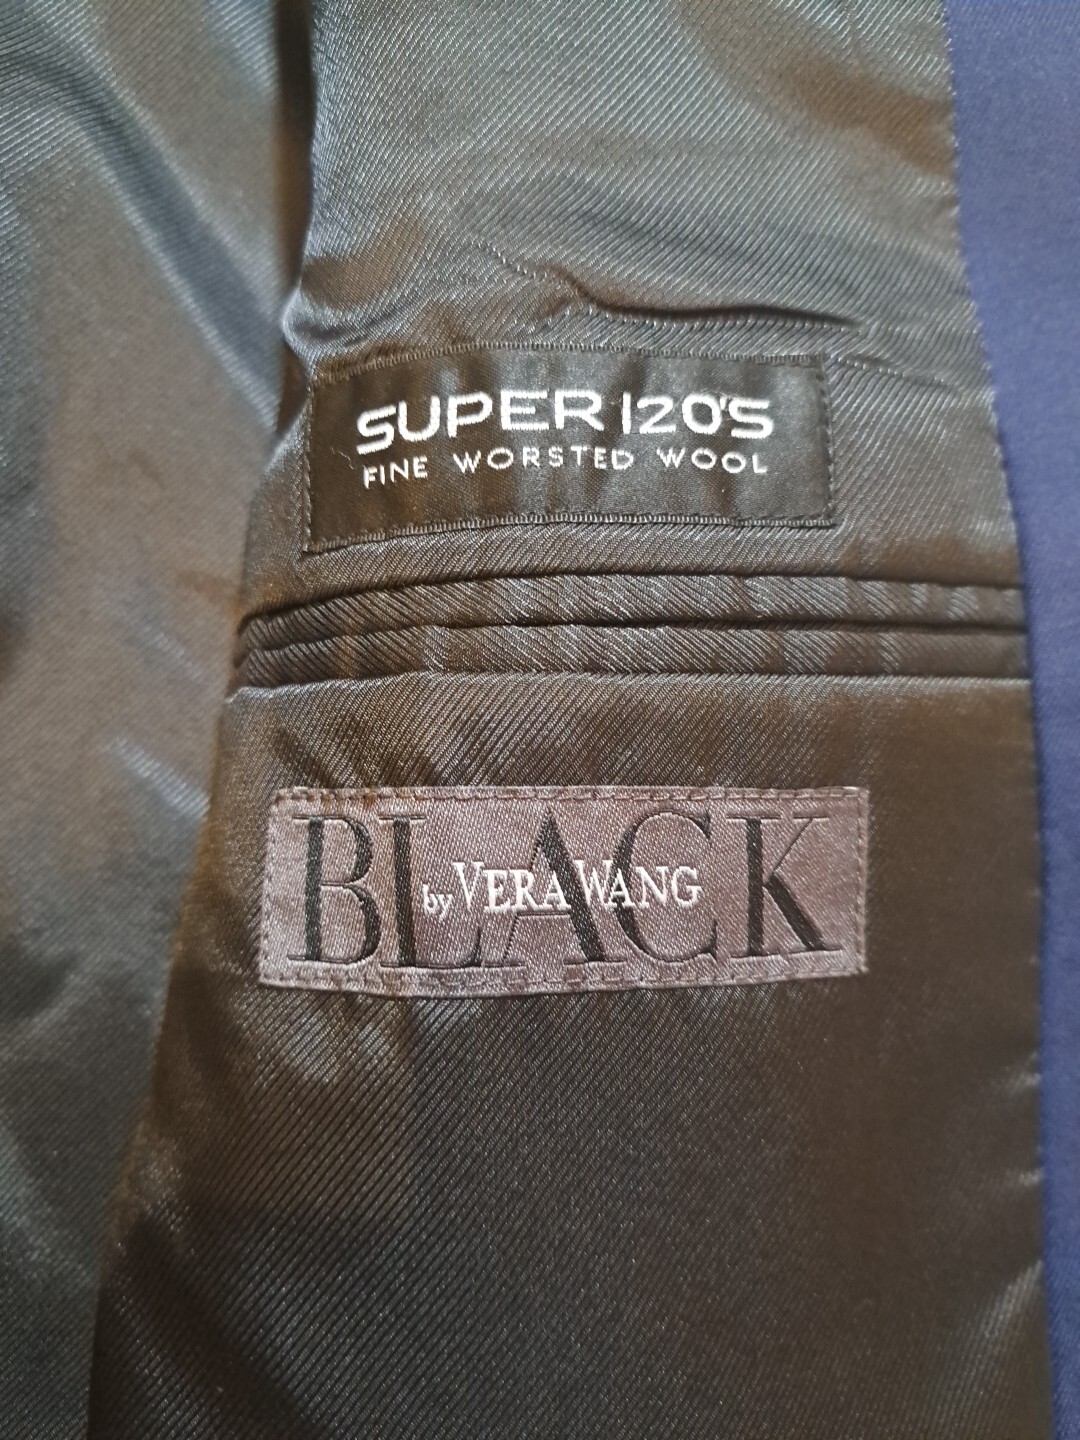 SUPER 120'S
FINE WORSTED WOOL
BLACK
by VERA WANG